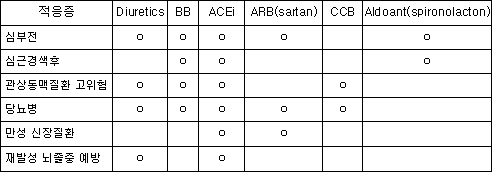 적응증 Diuretics BB ACEi ARB(sartan) CCB Aldoant(spironolacton)
심부전 o o o o o
심근경색후 o o o
관상동맥질환 고위험 o o o o
당뇨병 o o o o o
만성 신장질환 o o
재발성 뇌졸중 예방 o o